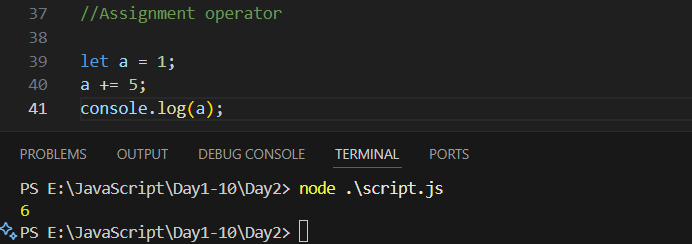 37 //Assignment operator
38
39 let a = 1;
40 a += 5;
41 console.log(a);
PROBLEMS OUTPUT DEBUG CONSOLE TERMINAL PORTS
PS E:\JavaScript\Day1-10\Day2> node .\script.js
6
PS E:\JavaScript\Day1-10\Day2>